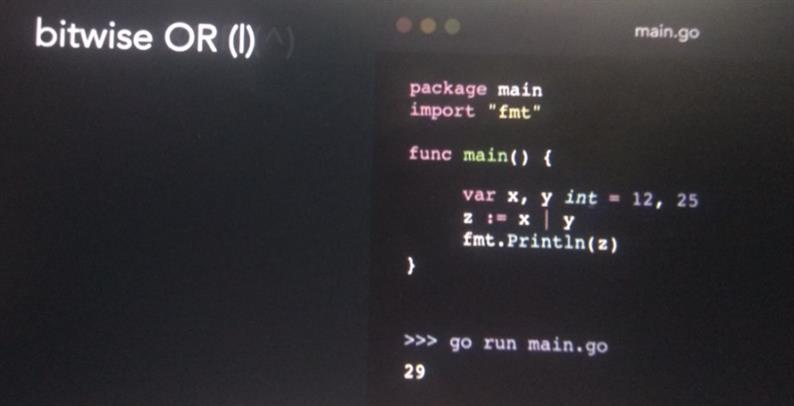 bitwise OR (|)
main.go
package main
import "fmt"
func main() {
var x, y int = 12, 25
z := x | y
fmt.Println(z)
}
>>> go run main.go
29